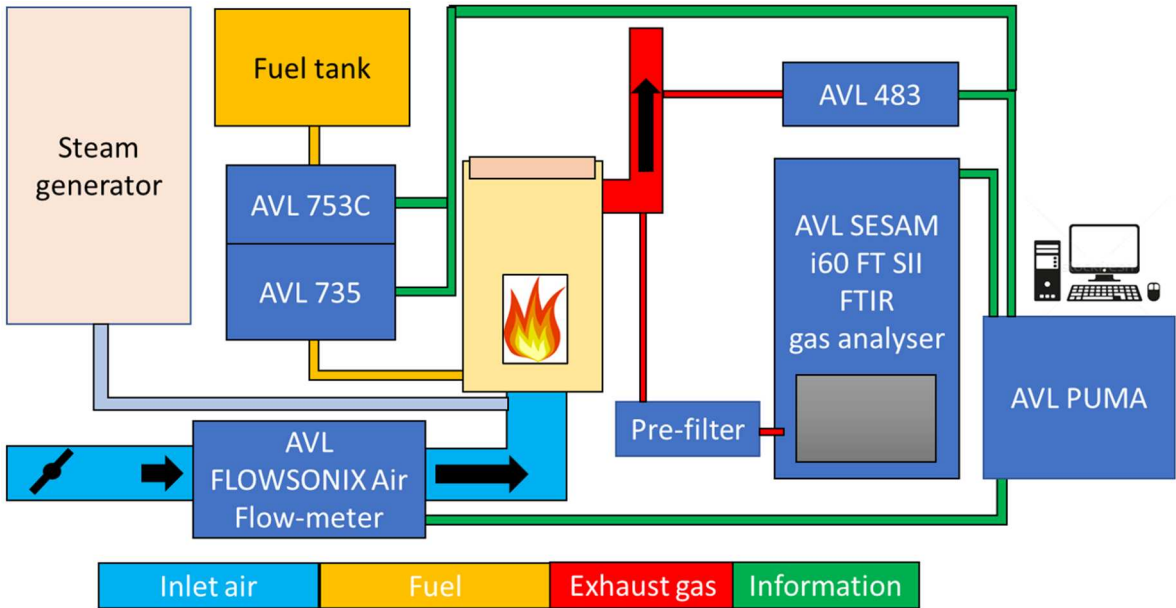 Steam
generator
Fuel tank
AVL 753C
AVL 735
AVL 483
AVL SESAM
i60 FT SII
FTIR
gas analyser
Pre-filter
AVL PUMA
AVL
FLOWSONIX Air
Flow-meter
Inlet air
Fuel
Exhaust gas
Information